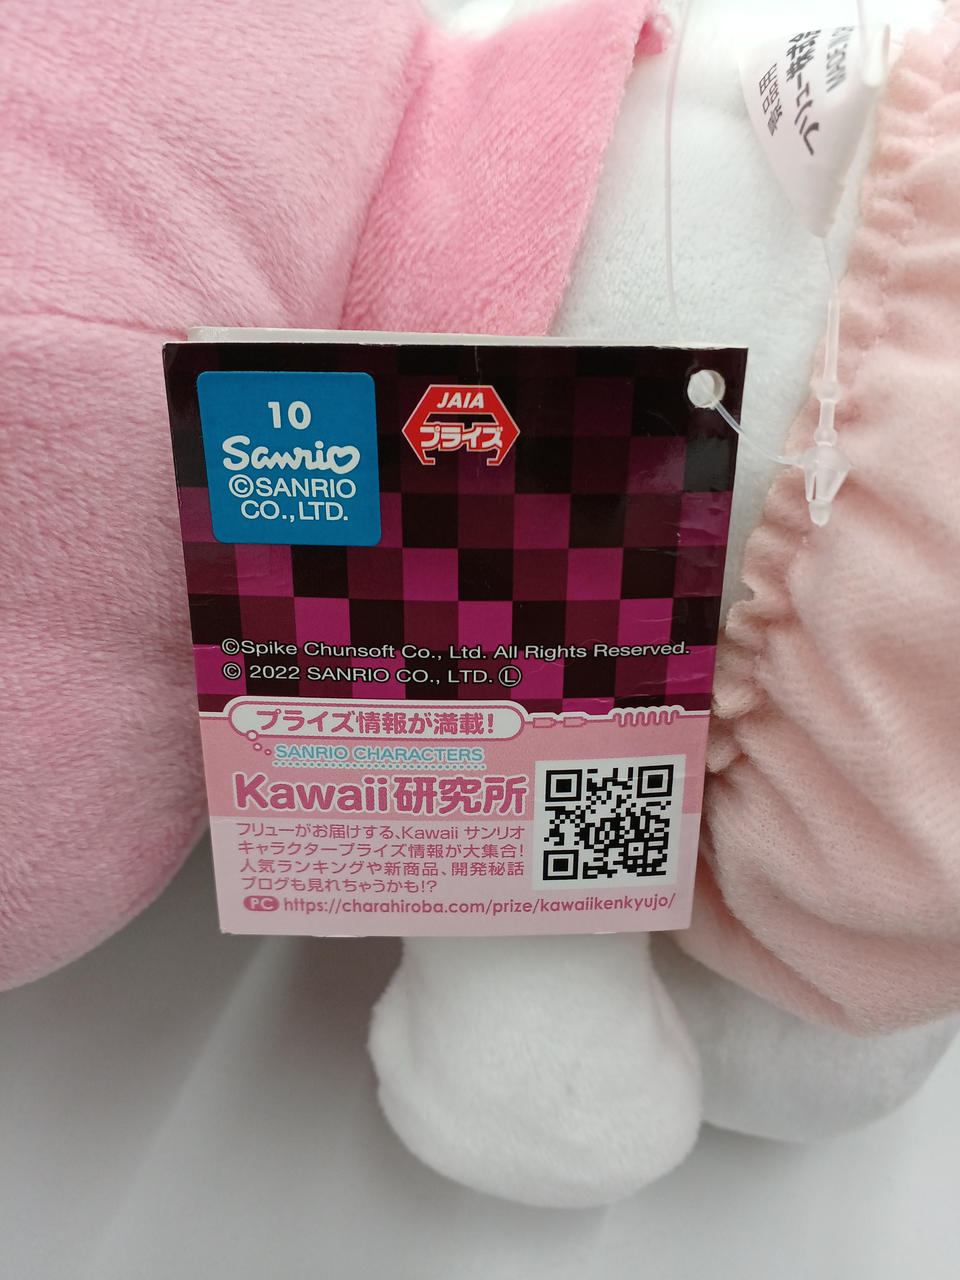 10
Sanrio
©SANRIO
CO.,LTD.
JAIA
プライズ
©Spike Chunsoft Co., Ltd. All Rights Reserved.
© 2022 SANRIO CO., LTD. Ⓛ
プライズ情報が満載!
SANRIO CHARACTERS
Kawaii研究所
フリューがお届けする、Kawaii サンリオ
キャラクタープライズ情報が大集合!
人気ランキングや新商品、開発秘話
ブログも見れちゃうかも!?
PC https://charahiroba.com/prize/kawaiikenkyujo/